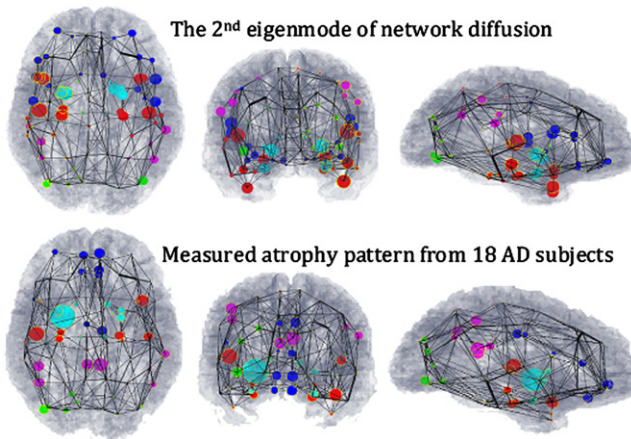 The 2nd eigenmode of network diffusion
Measured atrophy pattern from 18 AD subjects